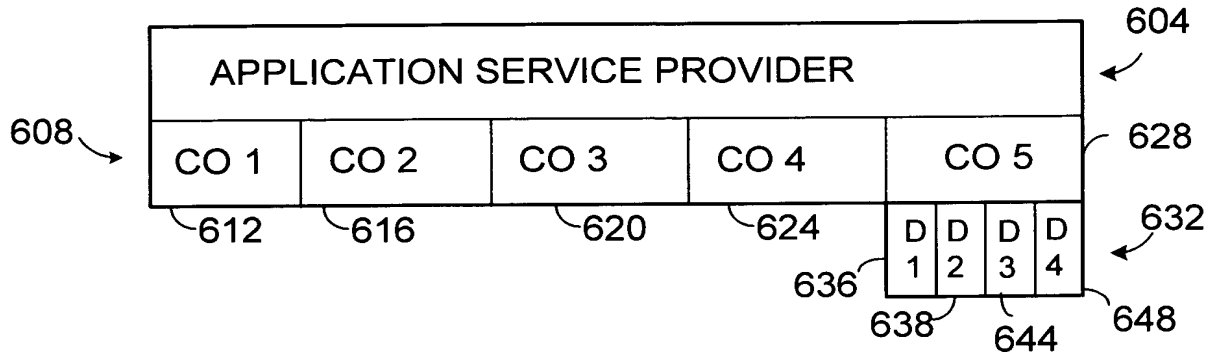 604
APPLICATION SERVICE PROVIDER
608
CO 1 CO 2 CO 3 CO 4 CO 5
628
612 616 620 624
D 1 D 2 D 3 D 4
632
636
638 644 648